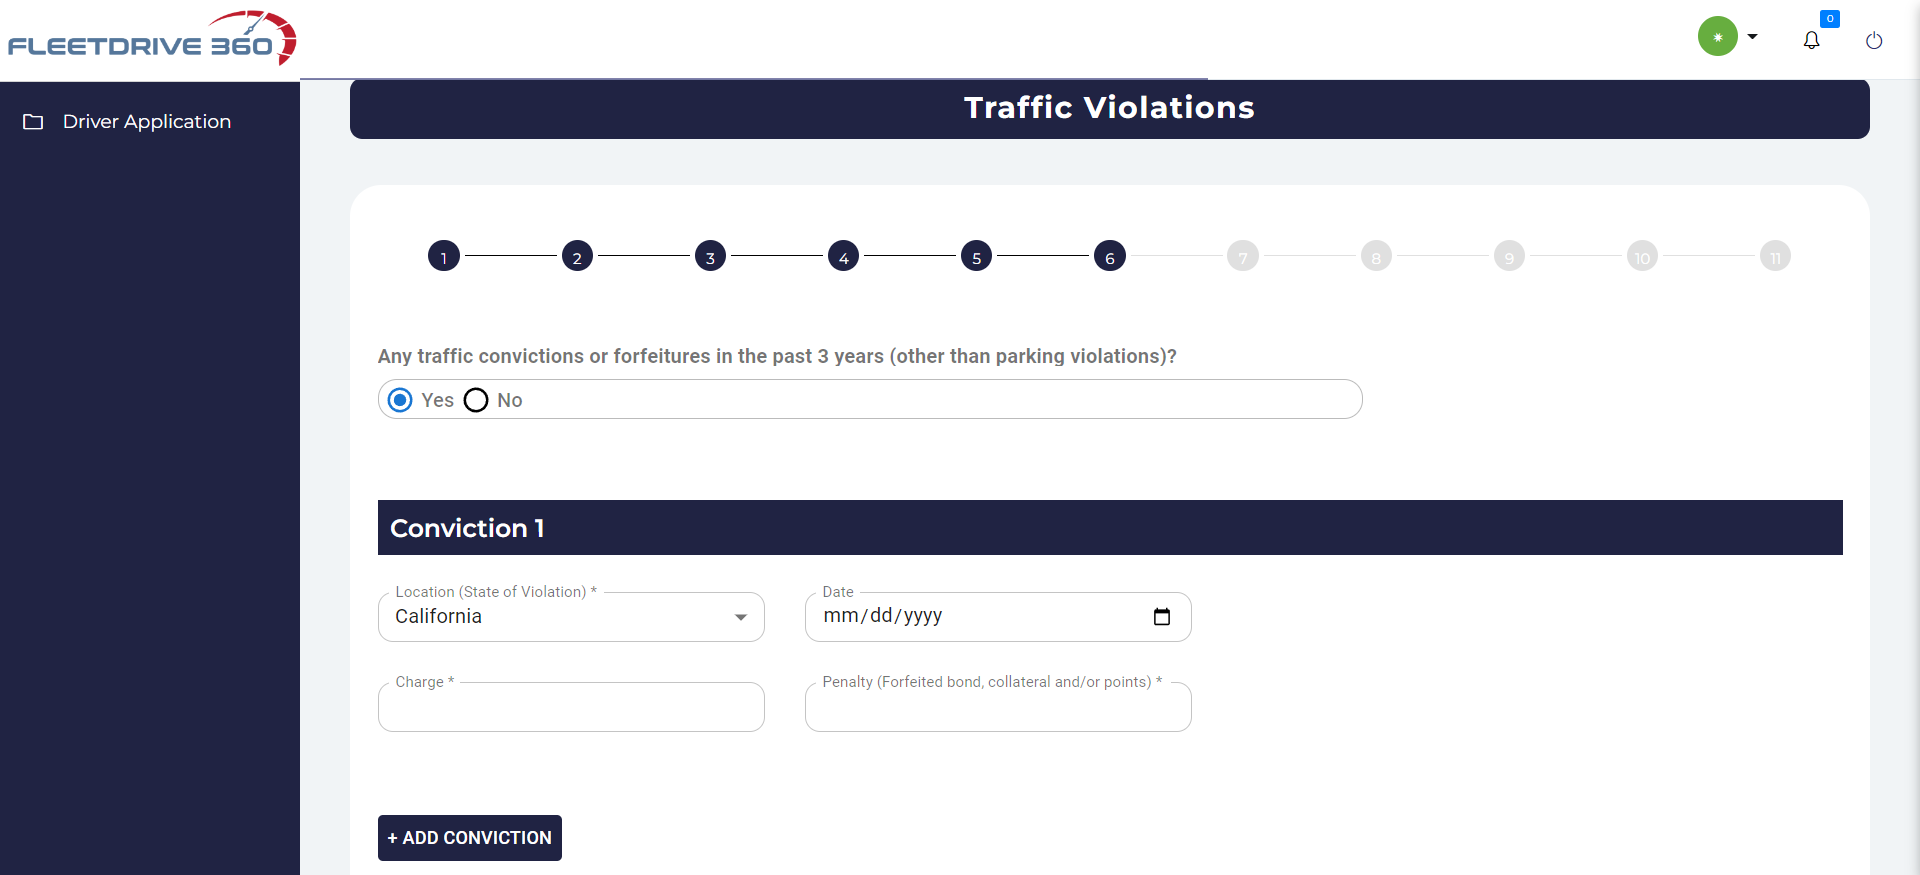 FLEETDRIVE 360
0
Driver Application
Traffic Violations
1 2 3 4 5 6 7 8 9 10 11
Any traffic convictions or forfeitures in the past 3 years (other than parking violations)?
Yes No
Conviction 1
Location (State of Violation) * Date
California mm/dd/yyyy
Charge * Penalty (Forfeited bond, collateral and/or points) *
+ ADD CONVICTION